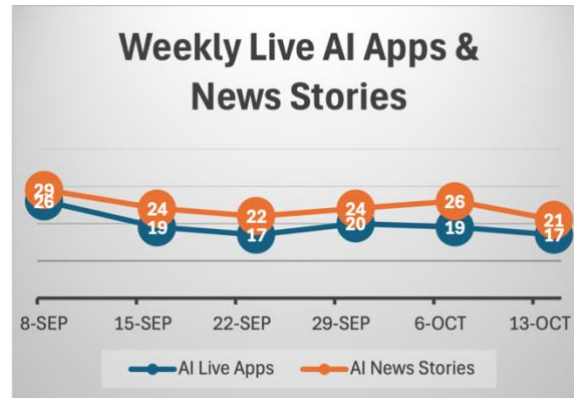 Weekly Live AI Apps &
News Stories
29 24 22 24 26 21
26 19 17 20 19 17
8-SEP 15-SEP 22-SEP 29-SEP 6-OCT 13-OCT
AI Live Apps AI News Stories